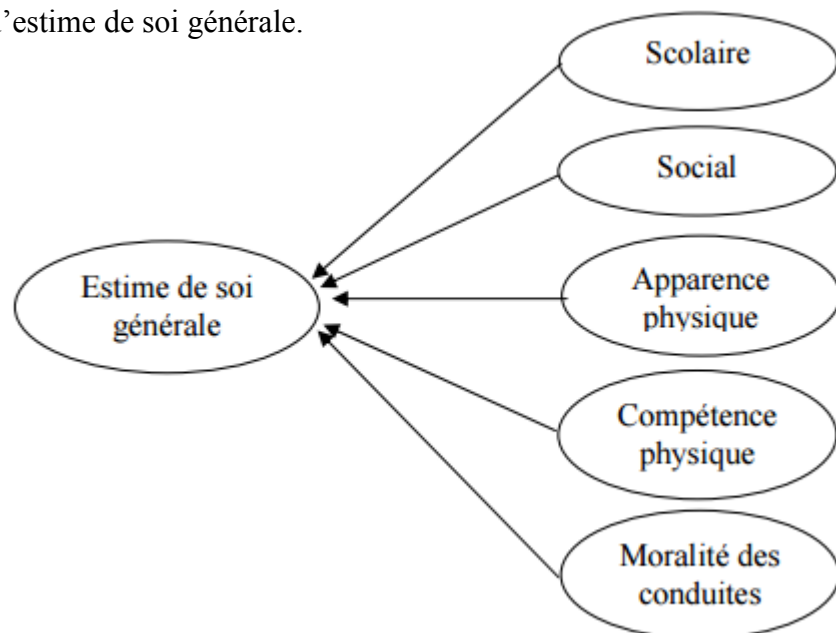 l’estime de soi générale.
Scolaire
Social
Estime de soi
générale
Apparence
physique
Compétence
physique
Moralité des
conduites